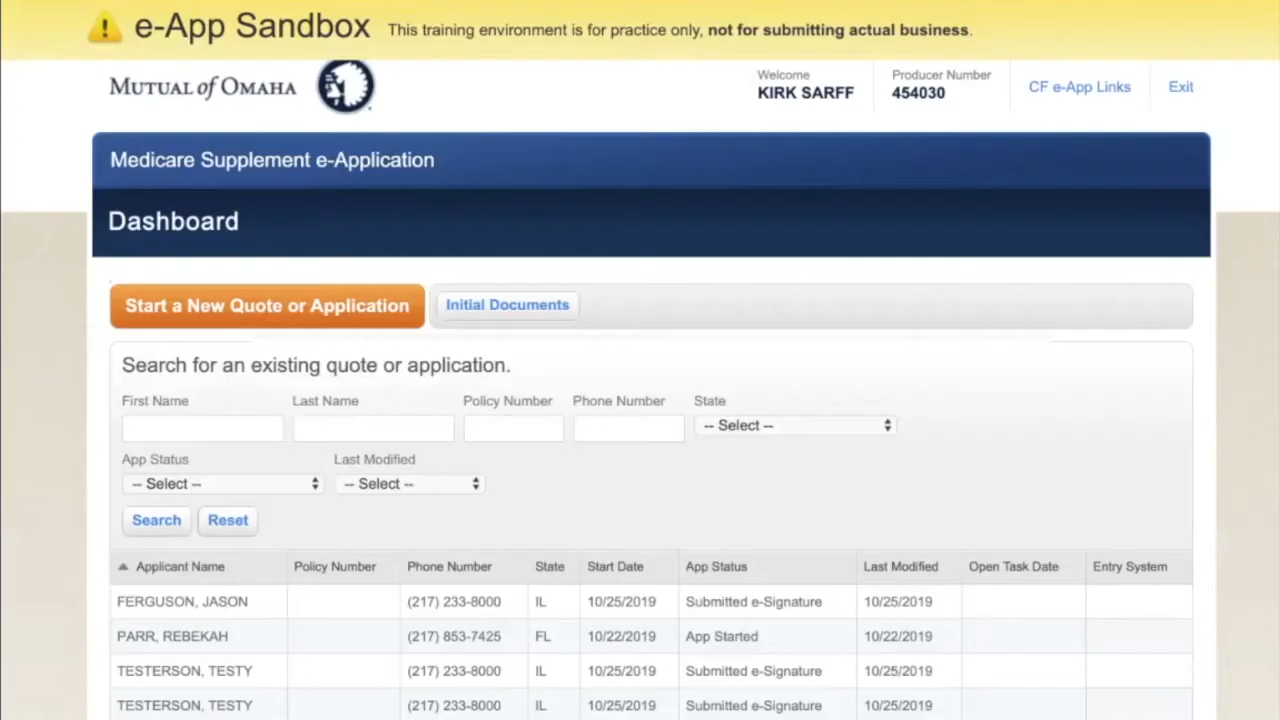 e-App Sandbox This training environment is for practice only, not for submitting actual business.
MUTUAL of OMAHA
Welcome
KIRK SARFF
Producer Number
454030
CF e-App Links
Exit
Medicare Supplement e-Application
Dashboard
Start a New Quote or Application
Initial Documents
Search for an existing quote or application.
First Name Last Name Policy Number Phone Number State
-- Select --
App Status Last Modified
-- Select -- -- Select --
Search Reset
Applicant Name Policy Number Phone Number State Start Date App Status Last Modified Open Task Date Entry System
FERGUSON, JASON (217) 233-8000 IL 10/25/2019 Submitted e-Signature 10/25/2019
PARR, REBEKAH (217) 853-7425 FL 10/22/2019 App Started 10/22/2019
TESTERSON, TESTY (217) 233-8000 IL 10/25/2019 Submitted e-Signature 10/25/2019
TESTERSON, TESTY (217) 233-8000 IL 10/25/2019 Submitted e-Signature 10/25/2019